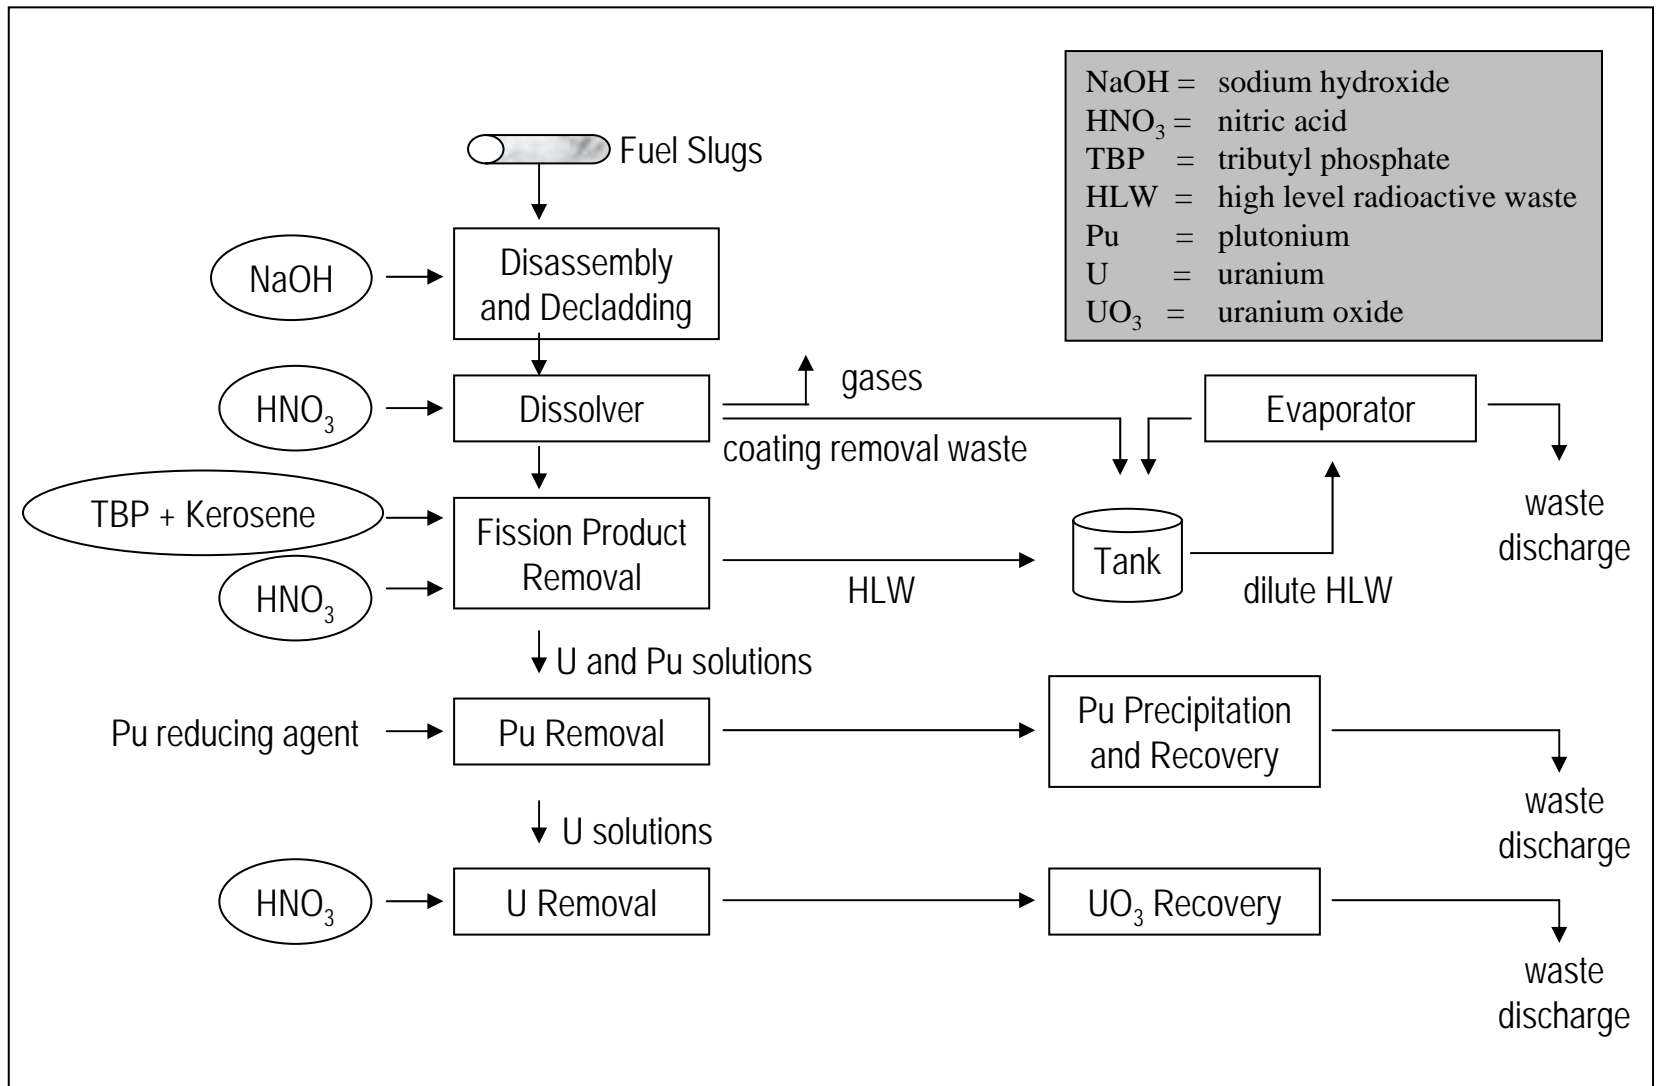 NaOH = sodium hydroxide
HNO₃ = nitric acid
TBP = tributyl phosphate
HLW = high level radioactive waste
Pu = plutonium
U = uranium
UO₃ = uranium oxide
Fuel Slugs
NaOH
Disassembly
and Decladding
HNO₃
Dissolver
gases
coating removal waste
Evaporator
waste
discharge
TBP + Kerosene
HNO₃
Fission Product
Removal
HLW
Tank
dilute HLW
U and Pu solutions
Pu reducing agent
Pu Removal
Pu Precipitation
and Recovery
waste
discharge
U solutions
HNO₃
U Removal
UO₃ Recovery
waste
discharge